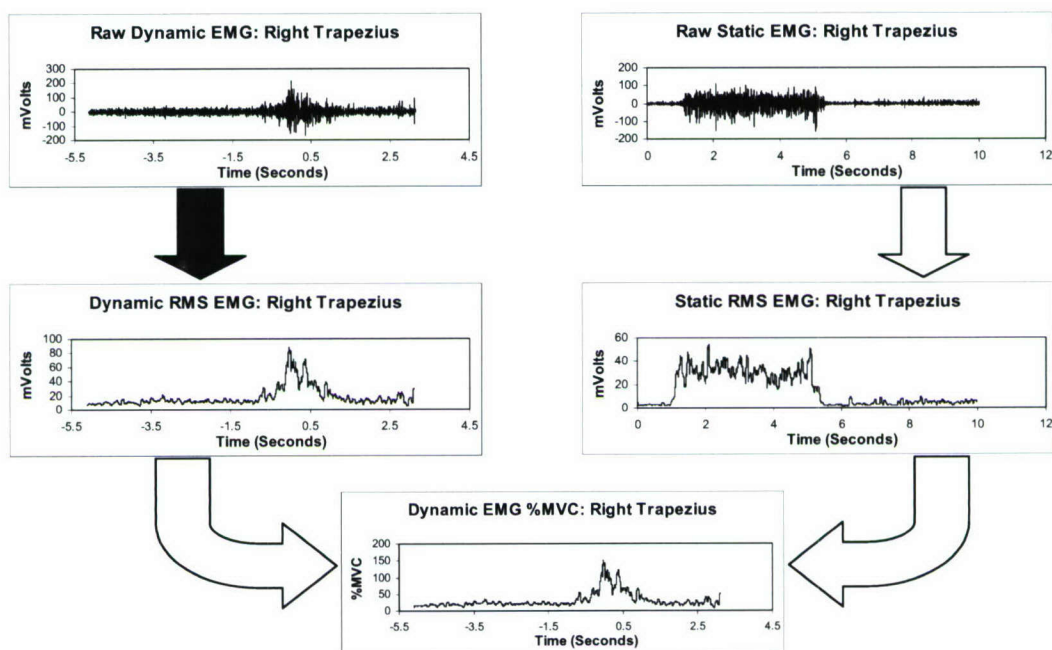 Raw Dynamic EMG: Right Trapezius
mVolts
300
200
100
0
-100
-200
-5.5 -3.5 -1.5 0.5 2.5 4.5
Time (Seconds)
Raw Static EMG: Right Trapezius
mVolts
200
100
0
-100
-200
0 2 4 6 8 10 12
Time (Seconds)
Dynamic RMS EMG: Right Trapezius
mVolts
100
80
60
40
20
0
-5.5 -3.5 -1.5 0.5 2.5 4.5
Time (Seconds)
Static RMS EMG: Right Trapezius
mVolts
60
40
20
0
0 2 4 6 8 10 12
Time (Seconds)
Dynamic EMG %MVC: Right Trapezius
%MVC
200
150
100
50
0
-5.5 -3.5 -1.5 0.5 2.5 4.5
Time (Seconds)